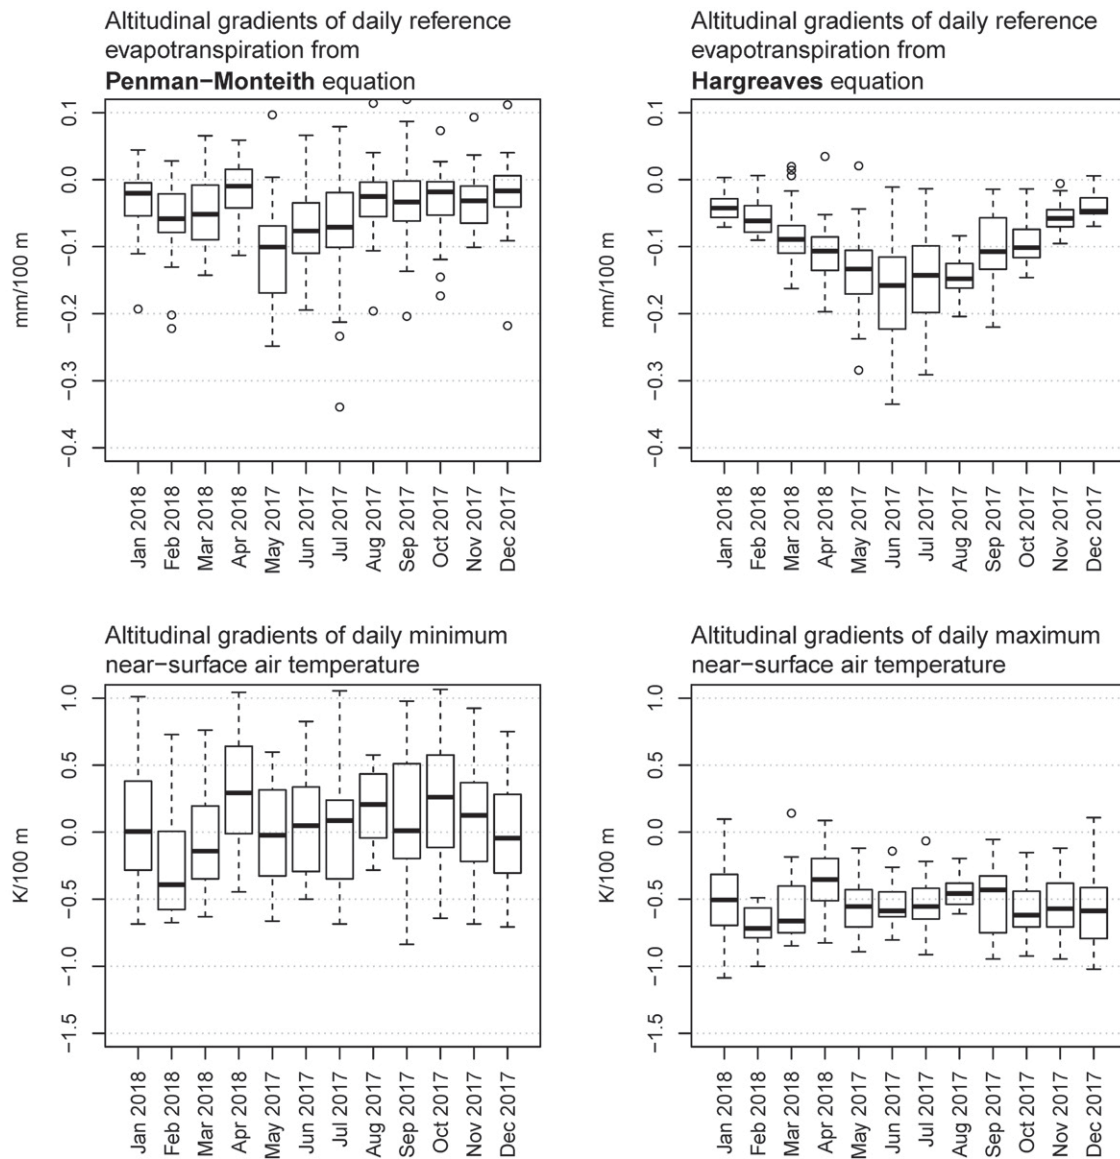 Altitudinal gradients of daily reference
evapotranspiration from
Penman−Monteith equation
mm/100 m
0.1
0.0
−0.1
−0.2
−0.3
−0.4
Jan 2018
Feb 2018
Mar 2018
Apr 2018
May 2017
Jun 2017
Jul 2017
Aug 2017
Sep 2017
Oct 2017
Nov 2017
Dec 2017
Altitudinal gradients of daily reference
evapotranspiration from
Hargreaves equation
mm/100 m
0.1
0.0
−0.1
−0.2
−0.3
−0.4
Jan 2018
Feb 2018
Mar 2018
Apr 2018
May 2017
Jun 2017
Jul 2017
Aug 2017
Sep 2017
Oct 2017
Nov 2017
Dec 2017
Altitudinal gradients of daily minimum
near−surface air temperature
K/100 m
1.0
0.5
0.0
−0.5
−1.0
−1.5
Jan 2018
Feb 2018
Mar 2018
Apr 2018
May 2017
Jun 2017
Jul 2017
Aug 2017
Sep 2017
Oct 2017
Nov 2017
Dec 2017
Altitudinal gradients of daily maximum
near−surface air temperature
K/100 m
1.0
0.5
0.0
−0.5
−1.0
−1.5
Jan 2018
Feb 2018
Mar 2018
Apr 2018
May 2017
Jun 2017
Jul 2017
Aug 2017
Sep 2017
Oct 2017
Nov 2017
Dec 2017